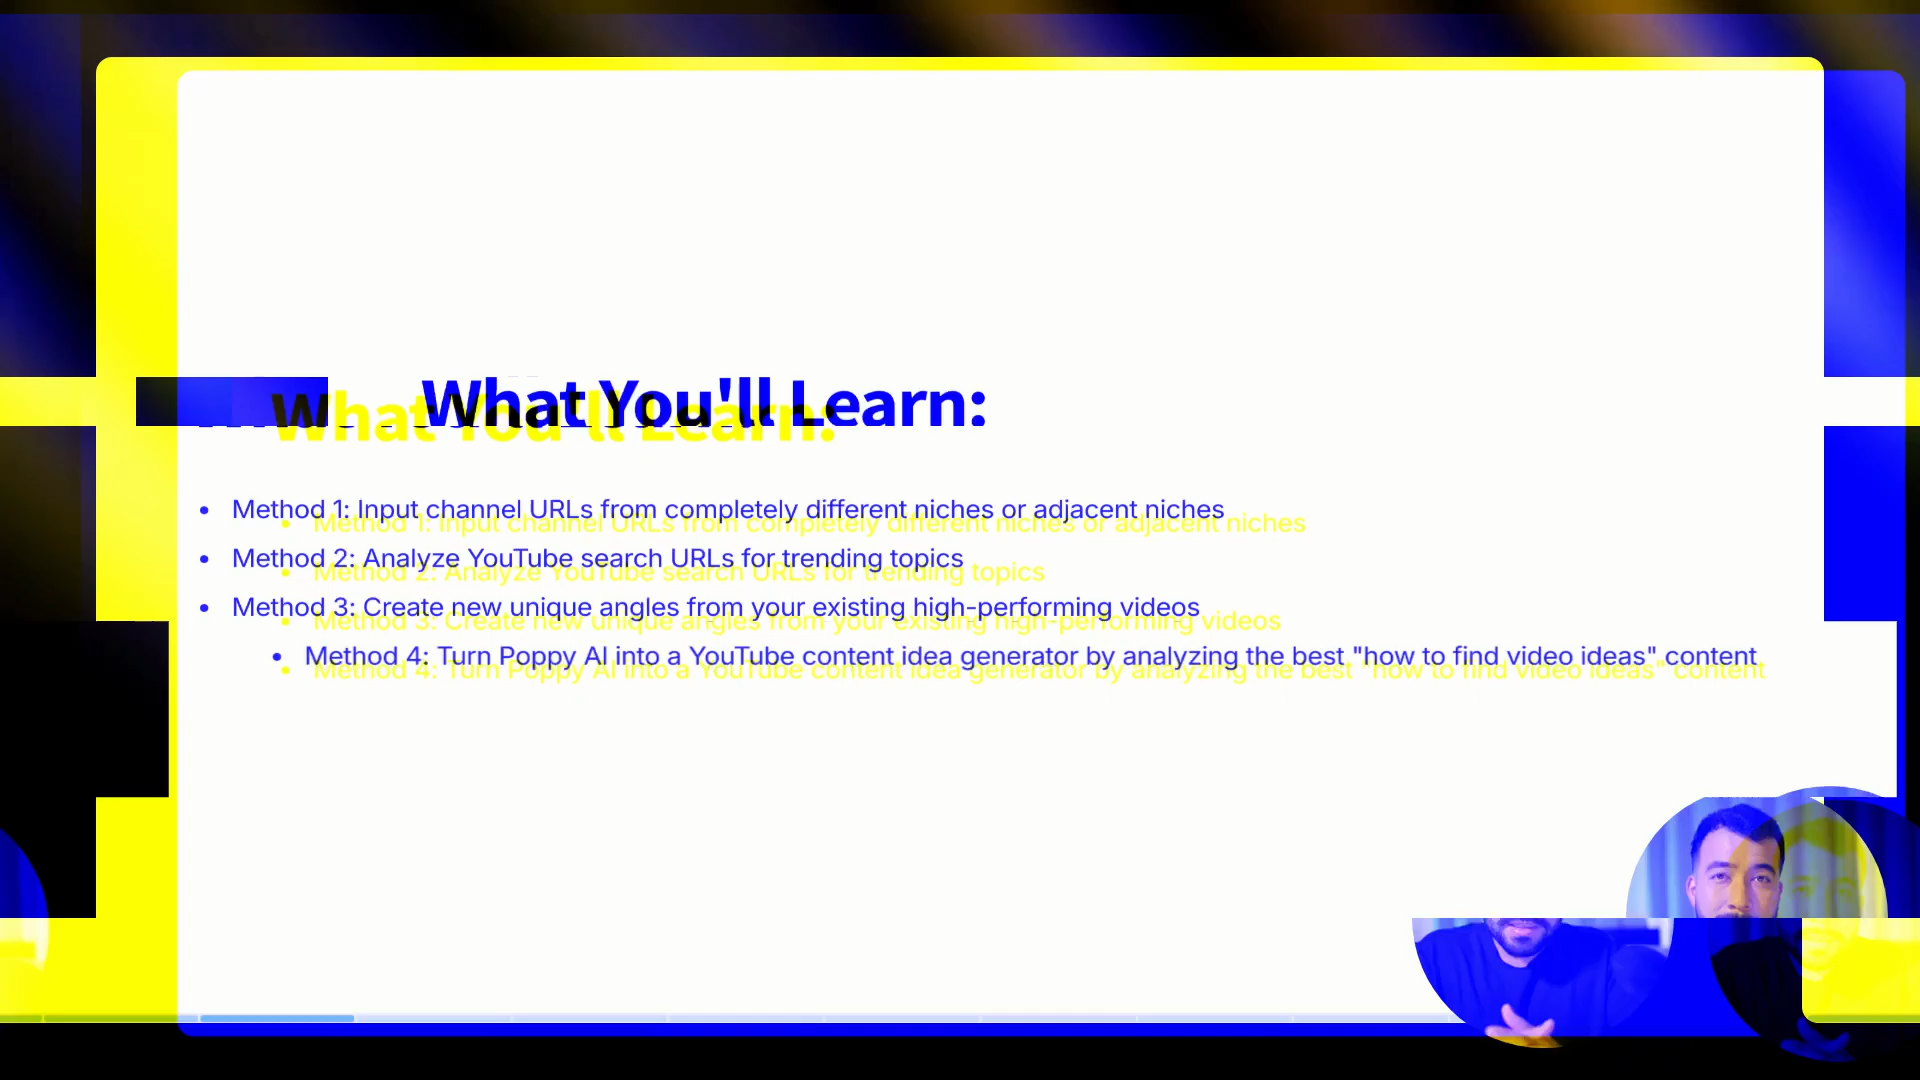 What You'll Learn:
• Method 1: Input channel URLs from completely different niches or adjacent niches
• Method 2: Analyze YouTube search URLs for trending topics
• Method 3: Create new unique angles from your existing high-performing videos
• Method 4: Turn Poppy AI into a YouTube content idea generator by analyzing the best "how to find video ideas" content